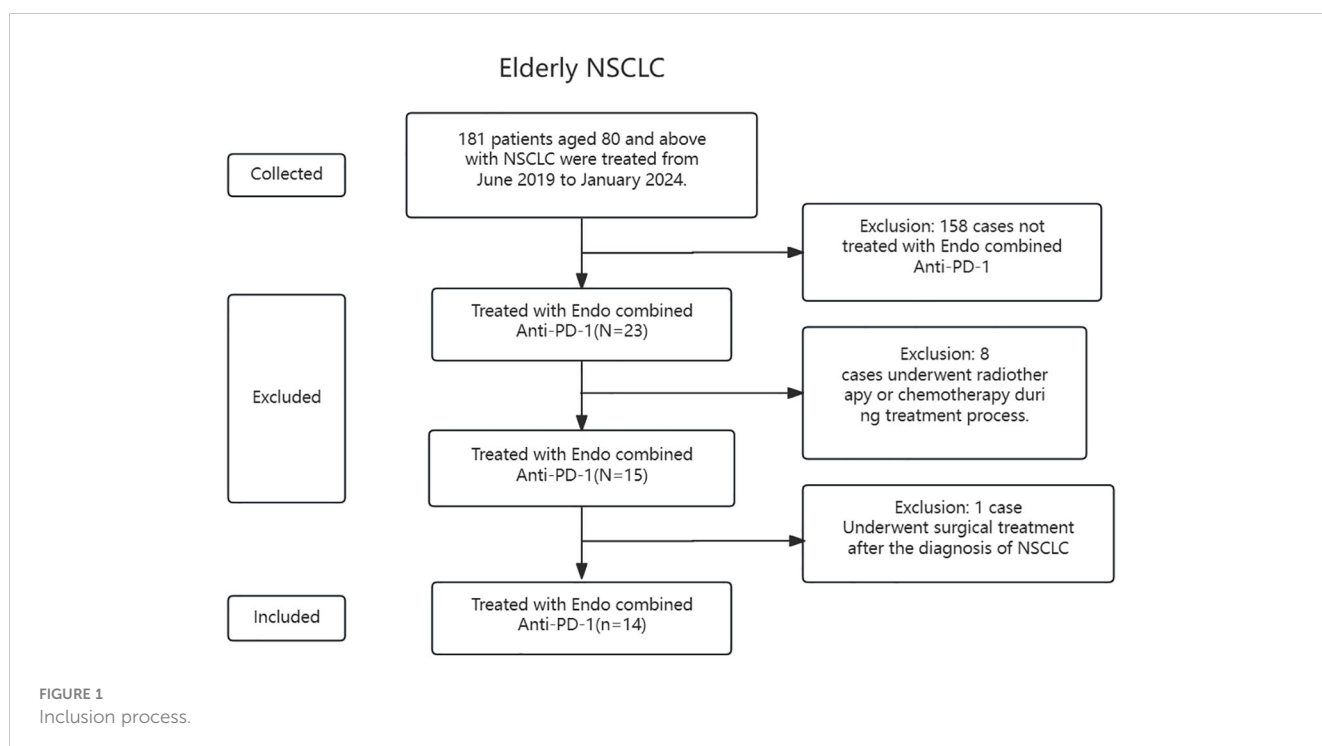 Elderly NSCLC
Collected
181 patients aged 80 and above
with NSCLC were treated from
June 2019 to January 2024.
Exclusion: 158 cases not
treated with Endo combined
Anti-PD-1
Excluded
Treated with Endo combined
Anti-PD-1(N=23)
Exclusion: 8
cases underwent radiother
apy or chemotherapy duri
ng treatment process.
Treated with Endo combined
Anti-PD-1(N=15)
Exclusion: 1 case
Underwent surgical treatment
after the diagnosis of NSCLC
Included
Treated with Endo combined
Anti-PD-1(n=14)
FIGURE 1
Inclusion process.